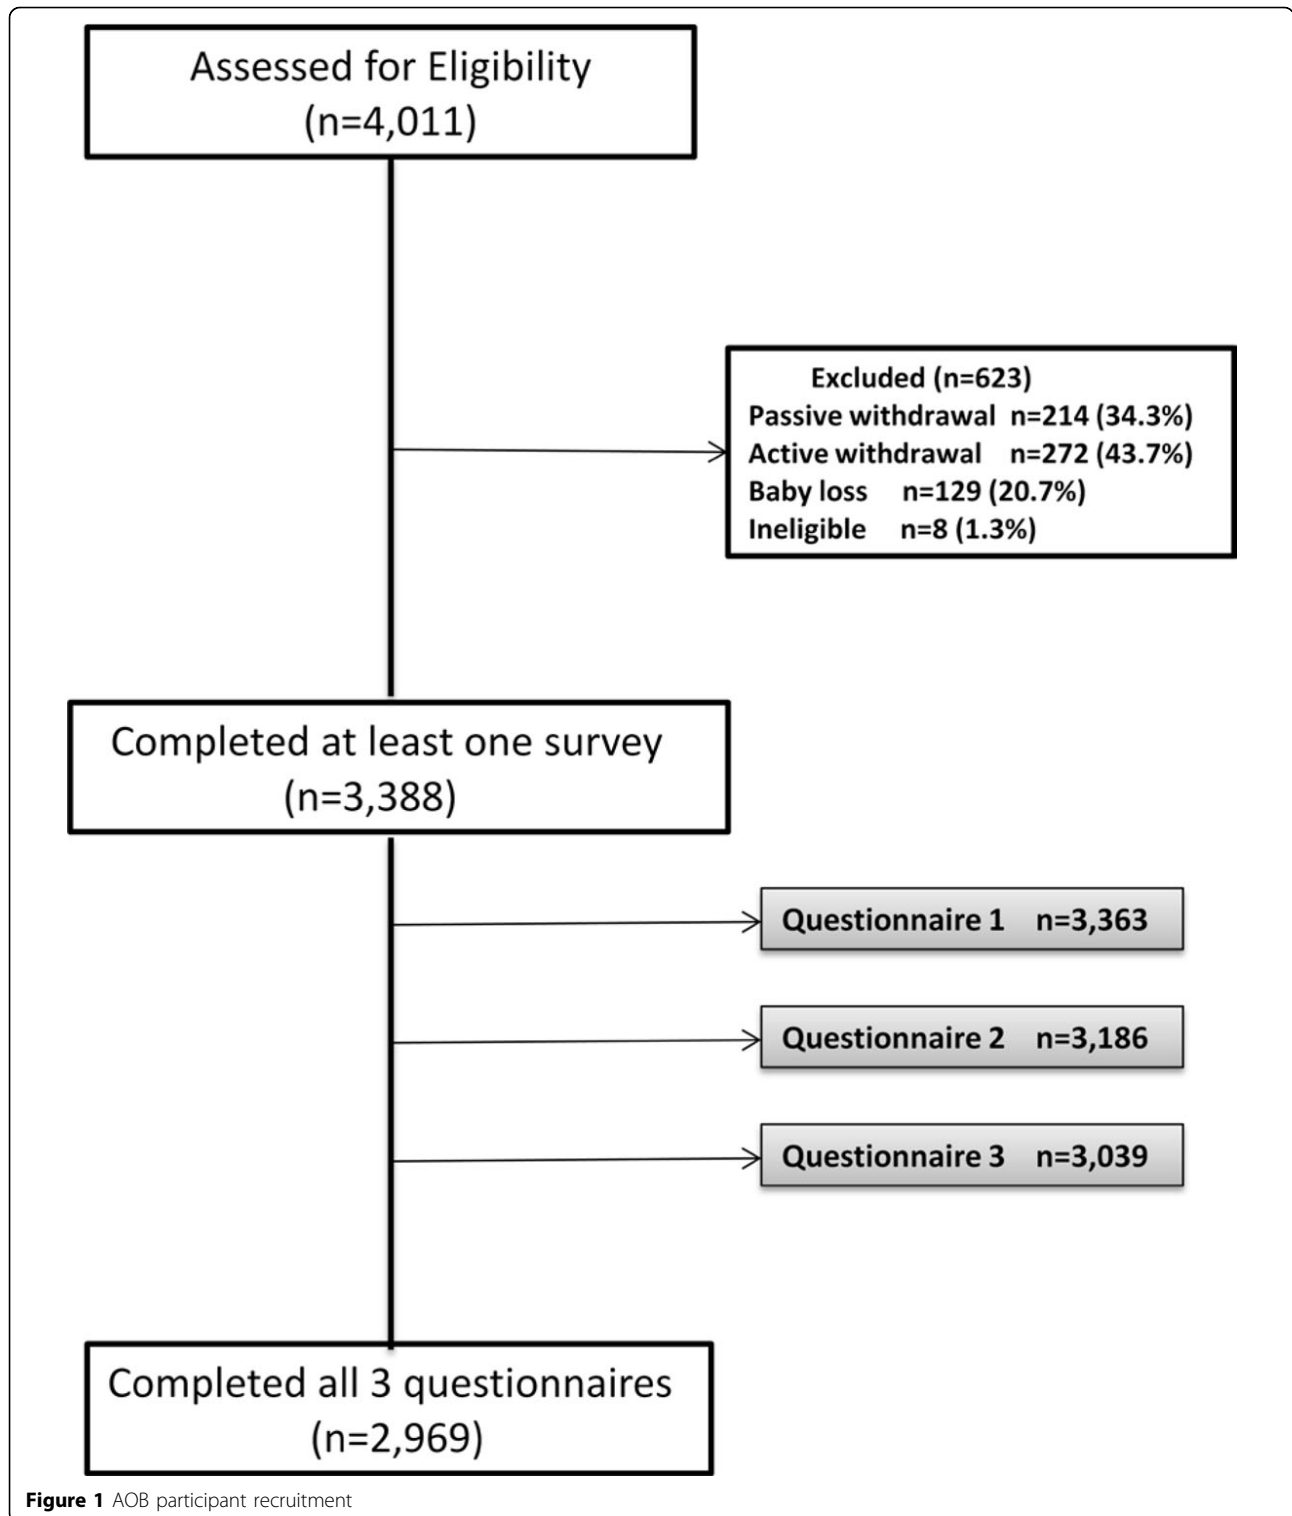 Assessed for Eligibility
(n=4,011)
Excluded (n=623)
Passive withdrawal n=214 (34.3%)
Active withdrawal n=272 (43.7%)
Baby loss n=129 (20.7%)
Ineligible n=8 (1.3%)
Completed at least one survey
(n=3,388)
Questionnaire 1 n=3,363
Questionnaire 2 n=3,186
Questionnaire 3 n=3,039
Completed all 3 questionnaires
(n=2,969)
Figure 1 AOB participant recruitment